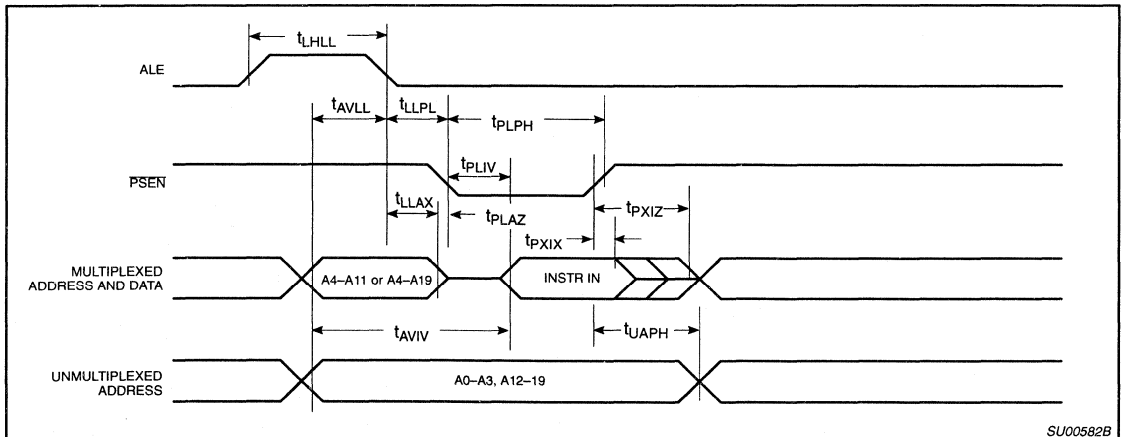 tLHLL
ALE
tAVLL tLLPL
tPLPH
tPLIV
PSEN
tLLAX
tPLAZ
tPXIZ
tPXIX
MULTIPLEXED
ADDRESS AND DATA
A4–A11 or A4–A19
INSTR IN
tAVIV
tUAPH
UNMULTIPLEXED
ADDRESS
A0–A3, A12–19
SU00582B